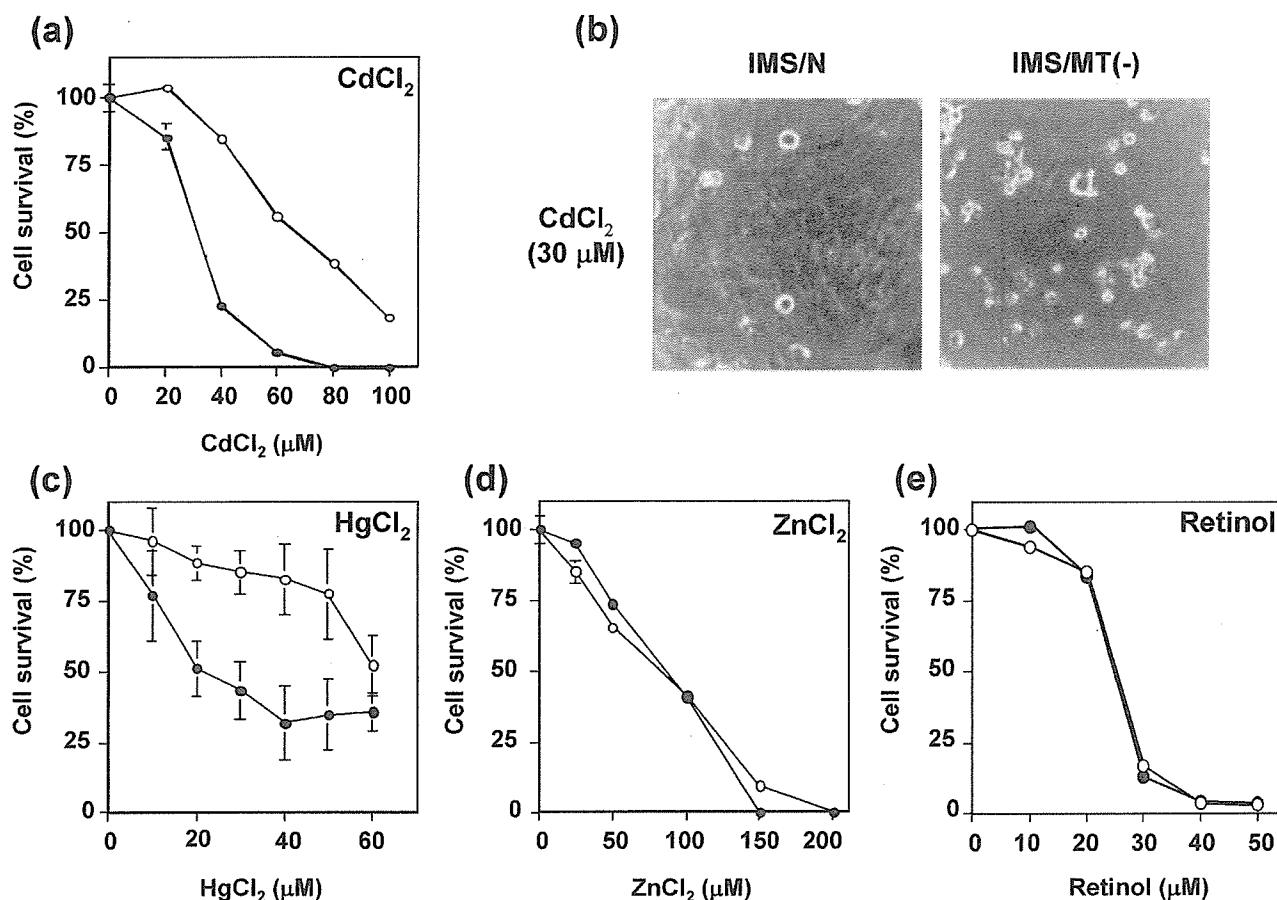 (a)
CdCl₂
Cell survival (%)
100
75
50
25
0
0 20 40 60 80 100
CdCl₂ (μM)
(b)
IMS/N IMS/MT(-)
CdCl₂
(30 μM)
(c)
HgCl₂
Cell survival (%)
100
75
50
25
0
0 20 40 60
HgCl₂ (μM)
(d)
ZnCl₂
Cell survival (%)
100
75
50
25
0
0 50 100 150 200
ZnCl₂ (μM)
(e)
Retinol
Cell survival (%)
100
75
50
25
0
0 10 20 30 40 50
Retinol (μM)